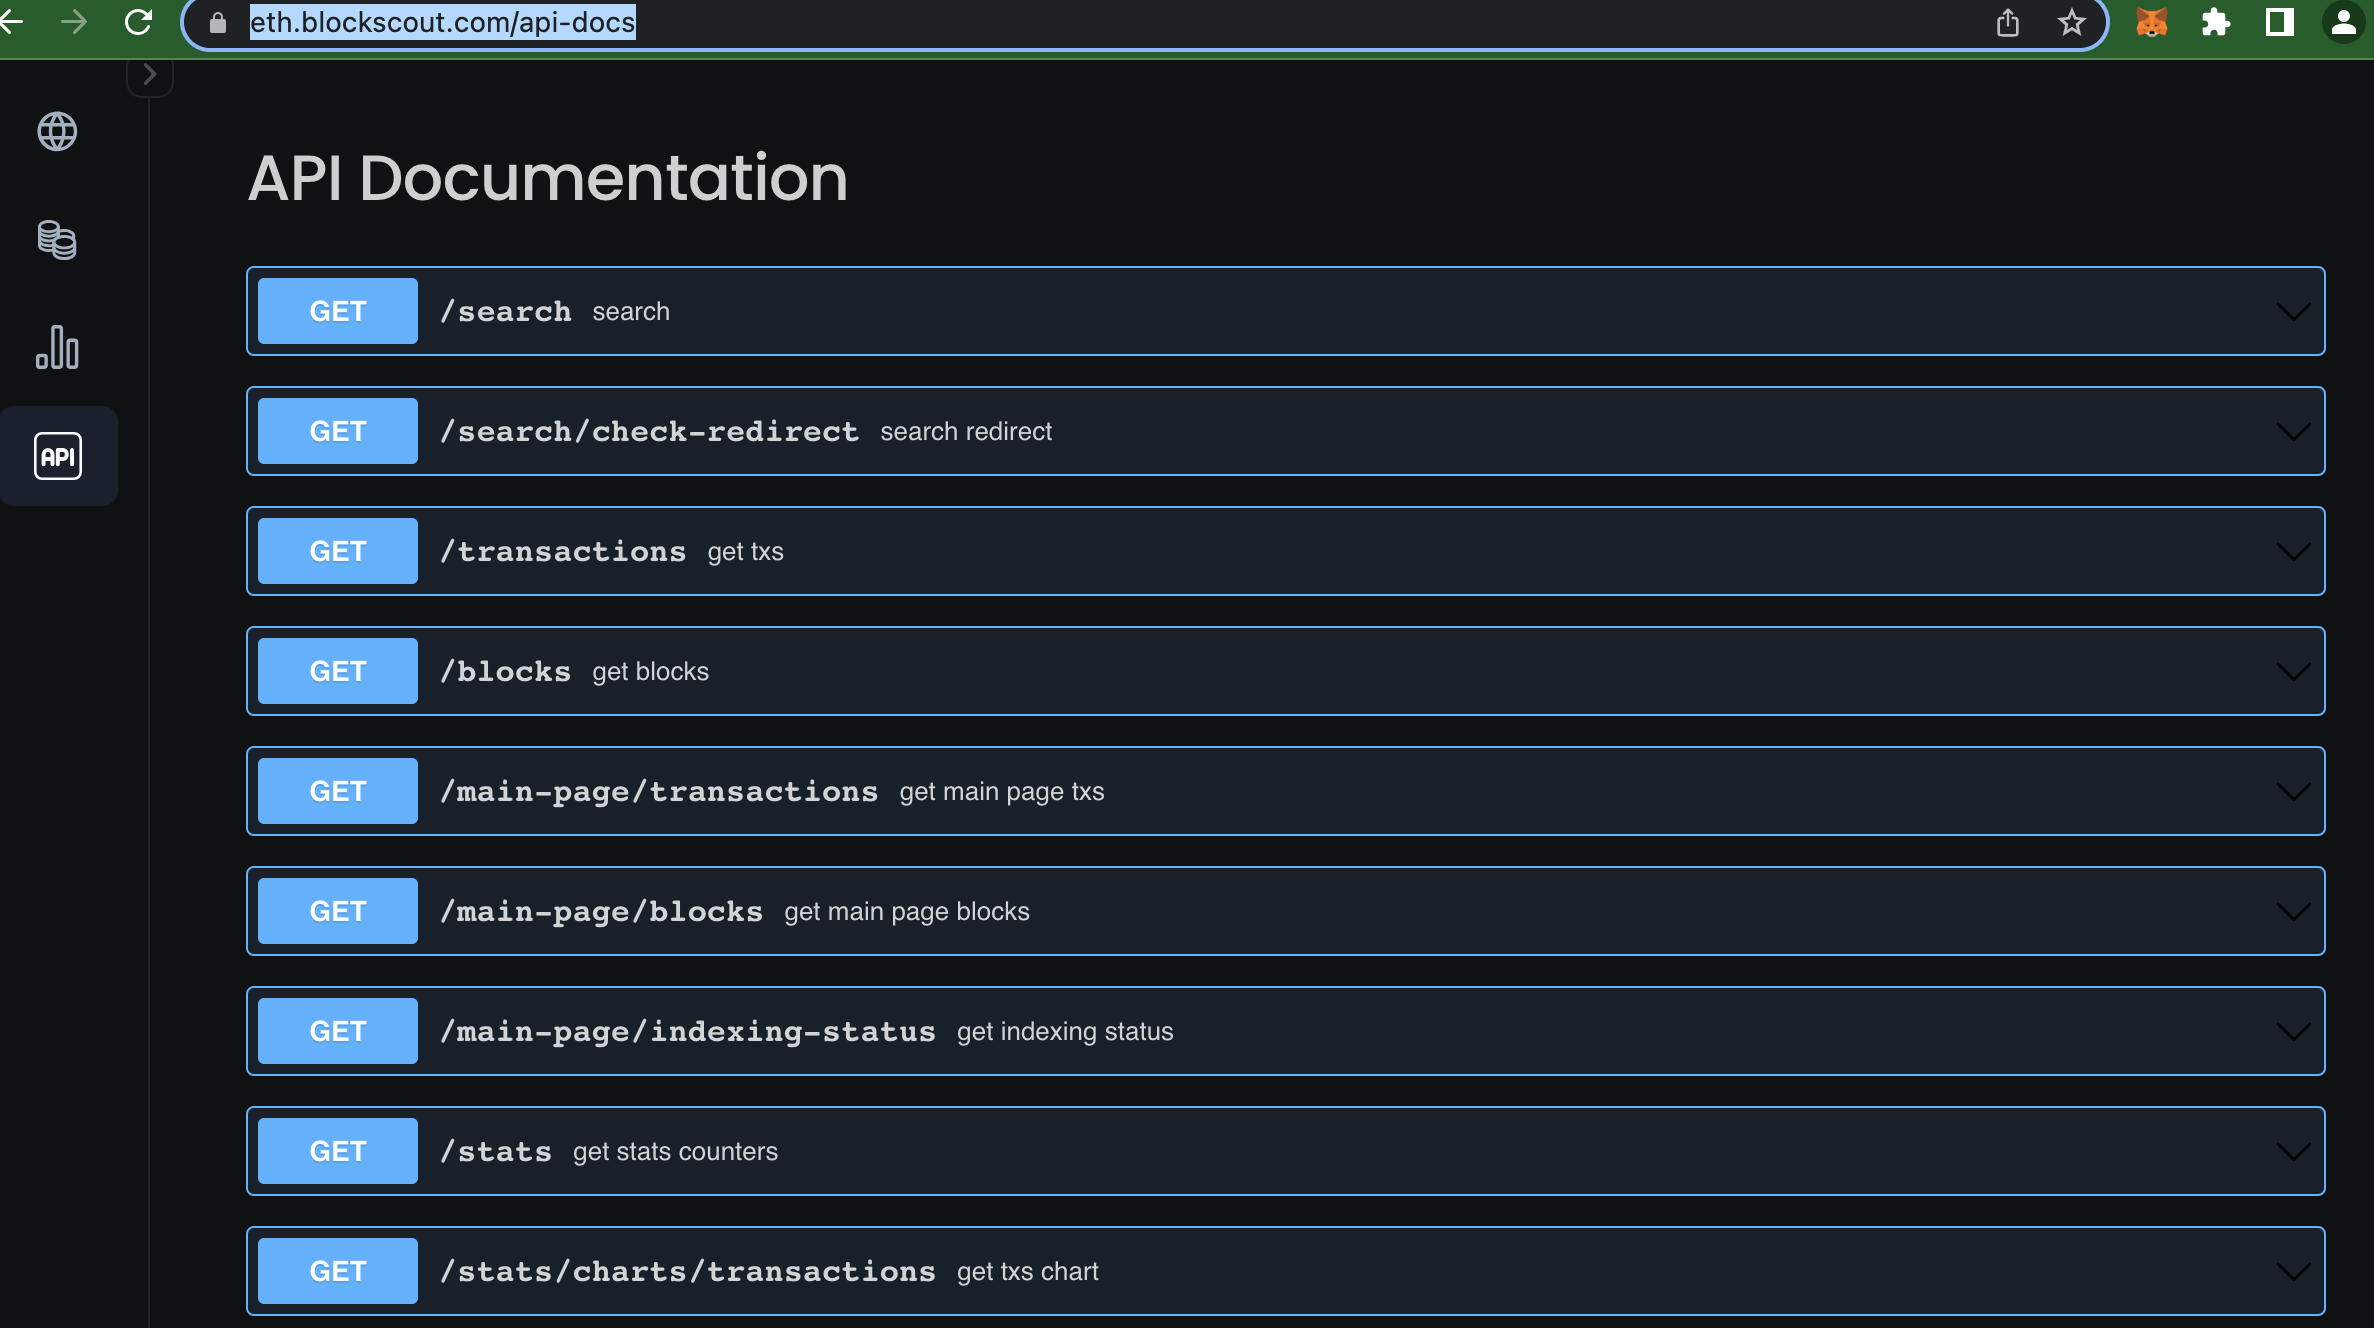 eth.blockscout.com/api-docs
API Documentation
GET /search search
GET /search/check-redirect search redirect
GET /transactions get txs
GET /blocks get blocks
API
GET /main-page/transactions get main page txs
GET /main-page/blocks get main page blocks
GET /main-page/indexing-status get indexing status
GET /stats get stats counters
GET /stats/charts/transactions get txs chart